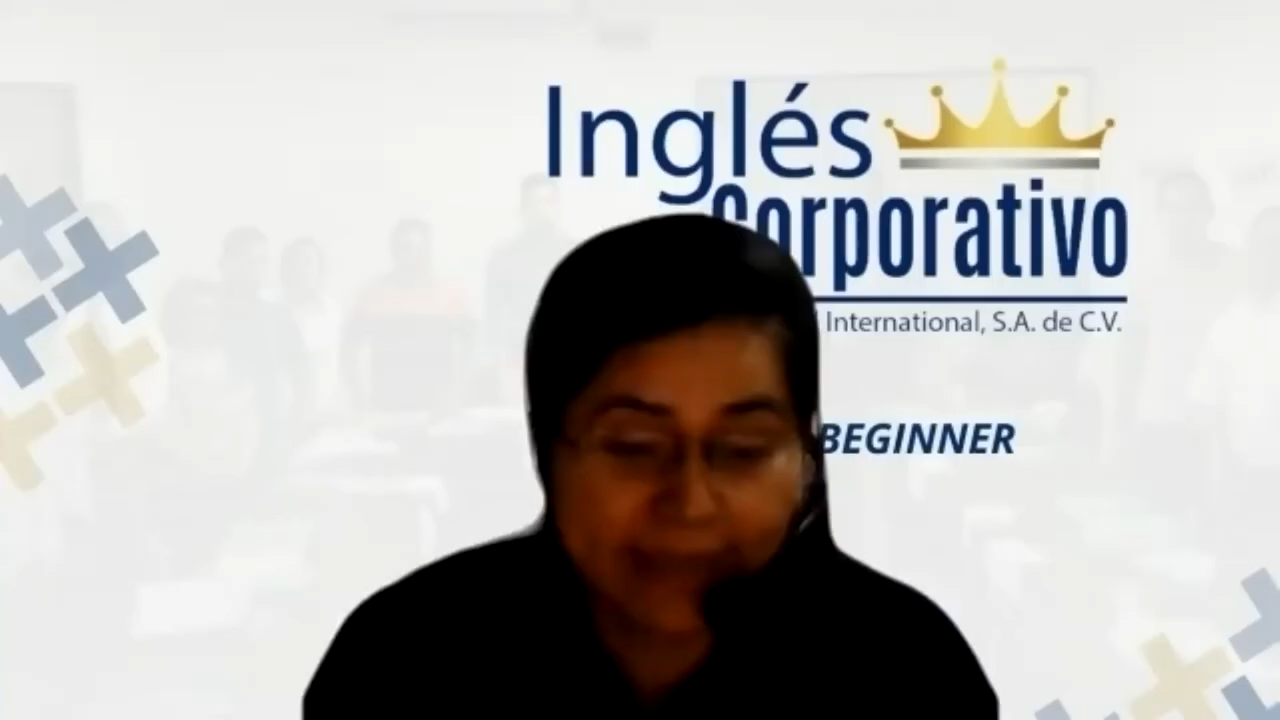 Inglés
Corporativo
International, S.A. de C.V.
BEGINNER